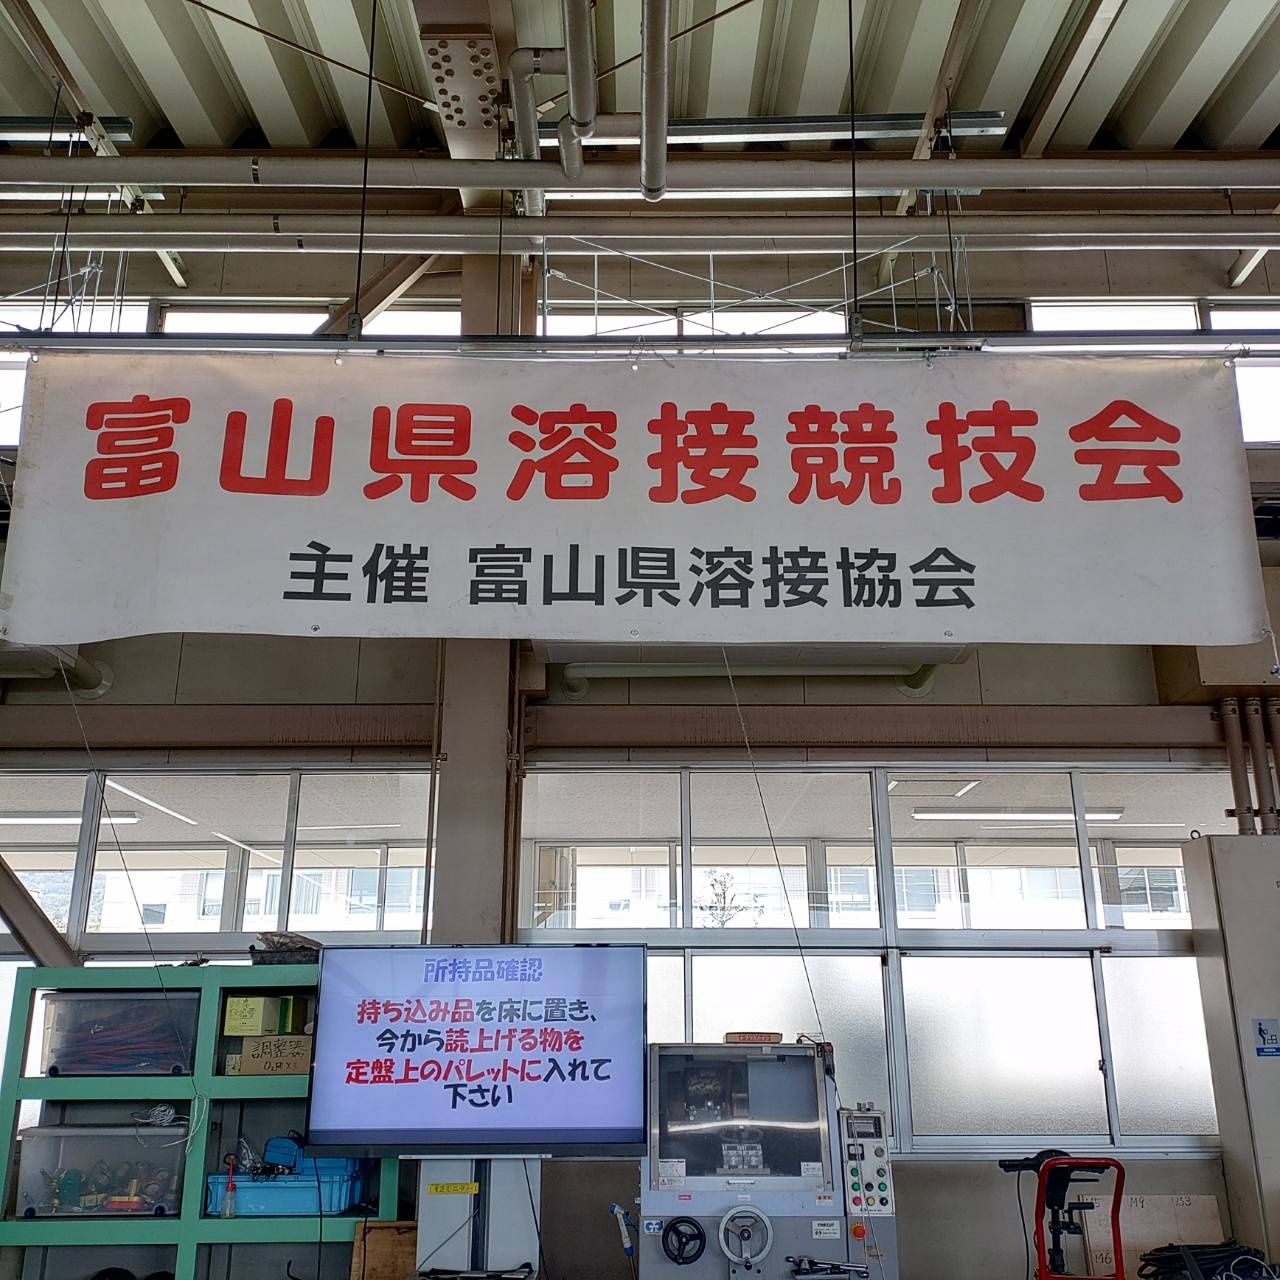 富山県溶接競技会
主催 富山県溶接協会
所持品確認
持ち込み品を床に置き、
今から読上げる物を
定盤上のパレットに入れて
下さい
調整器
M9
M6